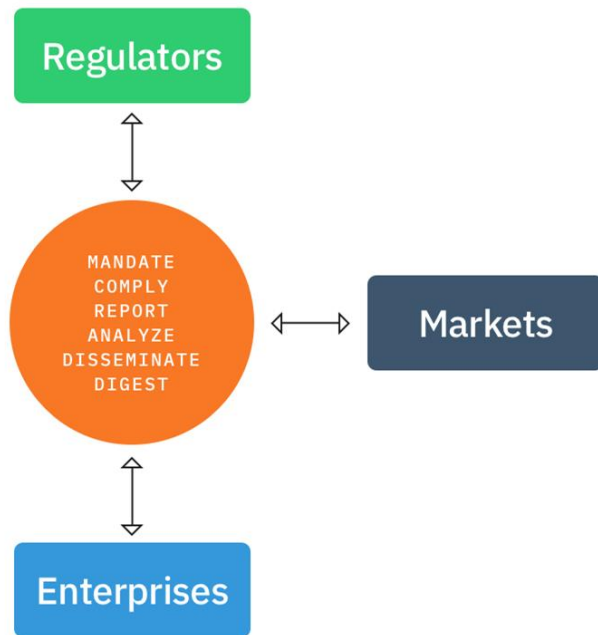 Regulators
MANDATE
COMPLY
REPORT
ANALYZE
DISSEMINATE
DIGEST
Markets
Enterprises